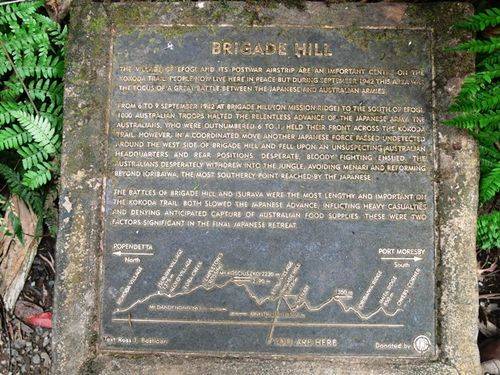 BRIGADE HILL
THE VILLAGE OF EFOGI AND ITS POSTWAR AIRSTRIP ARE AN IMPORTANT CENTRE ON THE
KOKODA TRAIL. PEOPLE NOW LIVE HERE IN PEACE BUT DURING SEPTEMBER 1942 THIS AREA WAS
THE FOCUS OF A GREAT BATTLE BETWEEN THE JAPANESE AND AUSTRALIAN ARMIES.
FROM 6 TO 9 SEPTEMBER 1942 AT BRIGADE HILL (ON MISSION RIDGE) TO THE SOUTH OF EFOGI,
1000 AUSTRALIAN TROOPS HALTED THE RELENTLESS ADVANCE OF THE JAPANESE ARMY. THE
AUSTRALIANS, WHO WERE OUTNUMBERED 6 TO 1, HELD THEIR FRONT ACROSS THE KOKODA
TRAIL. HOWEVER, IN A COORDINATED MOVE ANOTHER JAPANESE FORCE PASSED UNDETECTED
AROUND THE WEST SIDE OF BRIGADE HILL AND FELL UPON AN UNSUSPECTING AUSTRALIAN
HEADQUARTERS AND REAR POSITIONS. DESPERATE, BLOODY FIGHTING ENSUED. THE
AUSTRALIANS DESPERATELY WITHDREW INTO THE JUNGLE, AVOIDING MENARI AND REFORMING
BEYOND IORIBAIWA, THE MOST SOUTHERLY POINT REACHED BY THE JAPANESE.
THE BATTLES OF BRIGADE HILL AND ISURAVA WERE THE MOST LENGTHY AND IMPORTANT ON
THE KOKODA TRAIL. BOTH SLOWED THE JAPANESE ADVANCE, INFLICTING HEAVY CASUALTIES
AND DENYING ANTICIPATED CAPTURE OF AUSTRALIAN FOOD SUPPLIES. THESE WERE TWO
FACTORS SIGNIFICANT IN THE FINAL JAPANESE RETREAT.
POPENDETTA
North
PORT MORESBY
South
YOU ARE HERE
Text Ross J. Bastiaan
Donated by